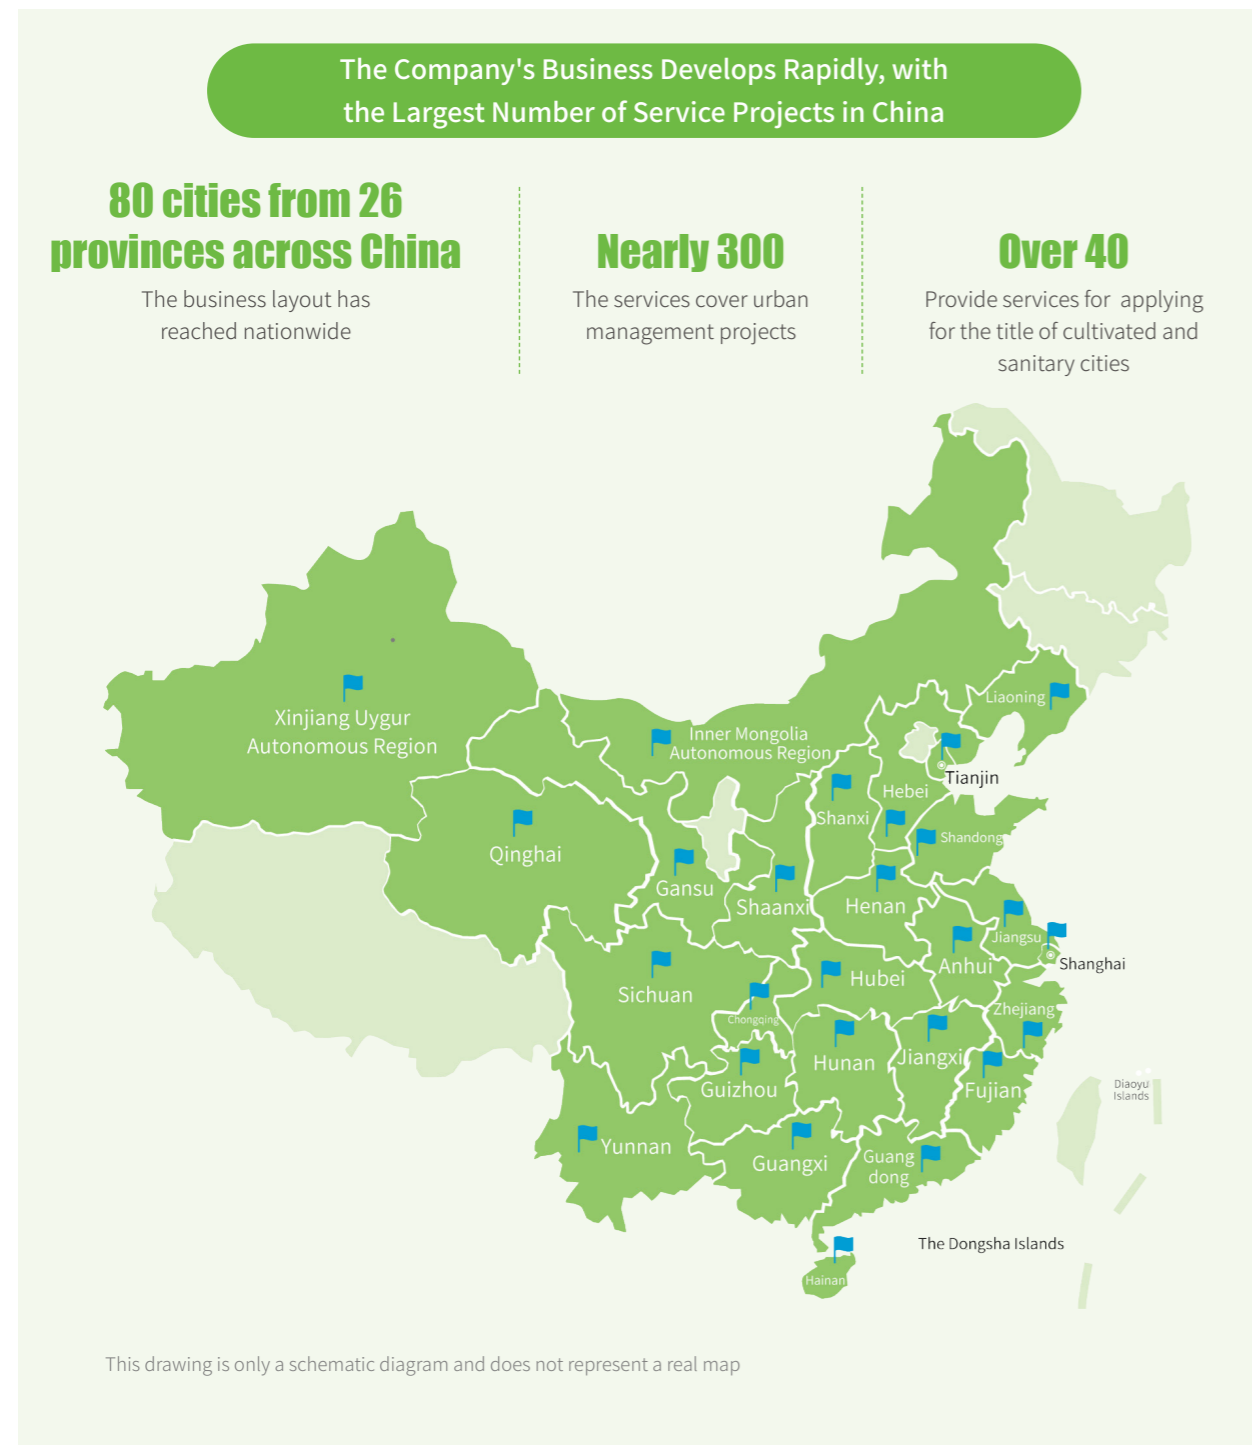 The Company's Business Develops Rapidly, with
the Largest Number of Service Projects in China
80 cities from 26
provinces across China
The business layout has
reached nationwide
Nearly 300
The services cover urban
management projects
Over 40
Provide services for applying
for the title of cultivated and
sanitary cities
Liaoning
Xinjiang Uygur
Autonomous Region
Inner Mongolia
Autonomous Region
Tianjin
Hebei
Shanxi
Shandong
Qinghai
Gansu
Shaanxi
Henan
Jiangsu
Shanghai
Anhui
Hubei
Sichuan
Zhejiang
Chongqing
Hunan
Jiangxi
Guizhou
Fujian
Diaoyu
Islands
Yunnan
Guangxi
Guang
dong
The Dongsha Islands
Hainan
This drawing is only a schematic diagram and does not represent a real map